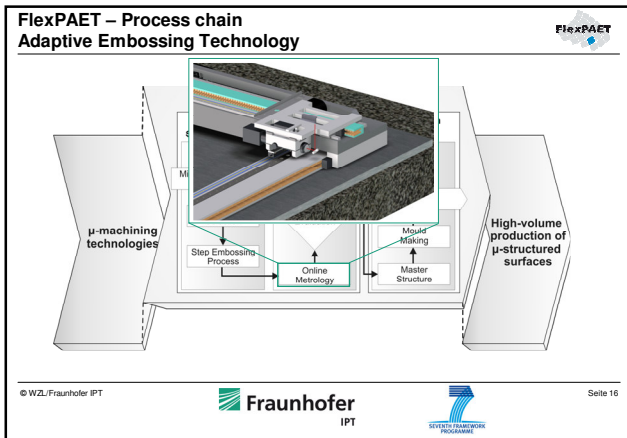 FlexPAET – Process chain
Adaptive Embossing Technology
FlexPAET
µ-machining
technologies
Step Embossing
Process
Online
Metrology
Mould
Making
Master
Structure
High-volume
production of
µ-structured
surfaces
© WZL/Fraunhofer IPT
Fraunhofer
IPT
SEVENTH FRAMEWORK
PROGRAMME
Seite 16